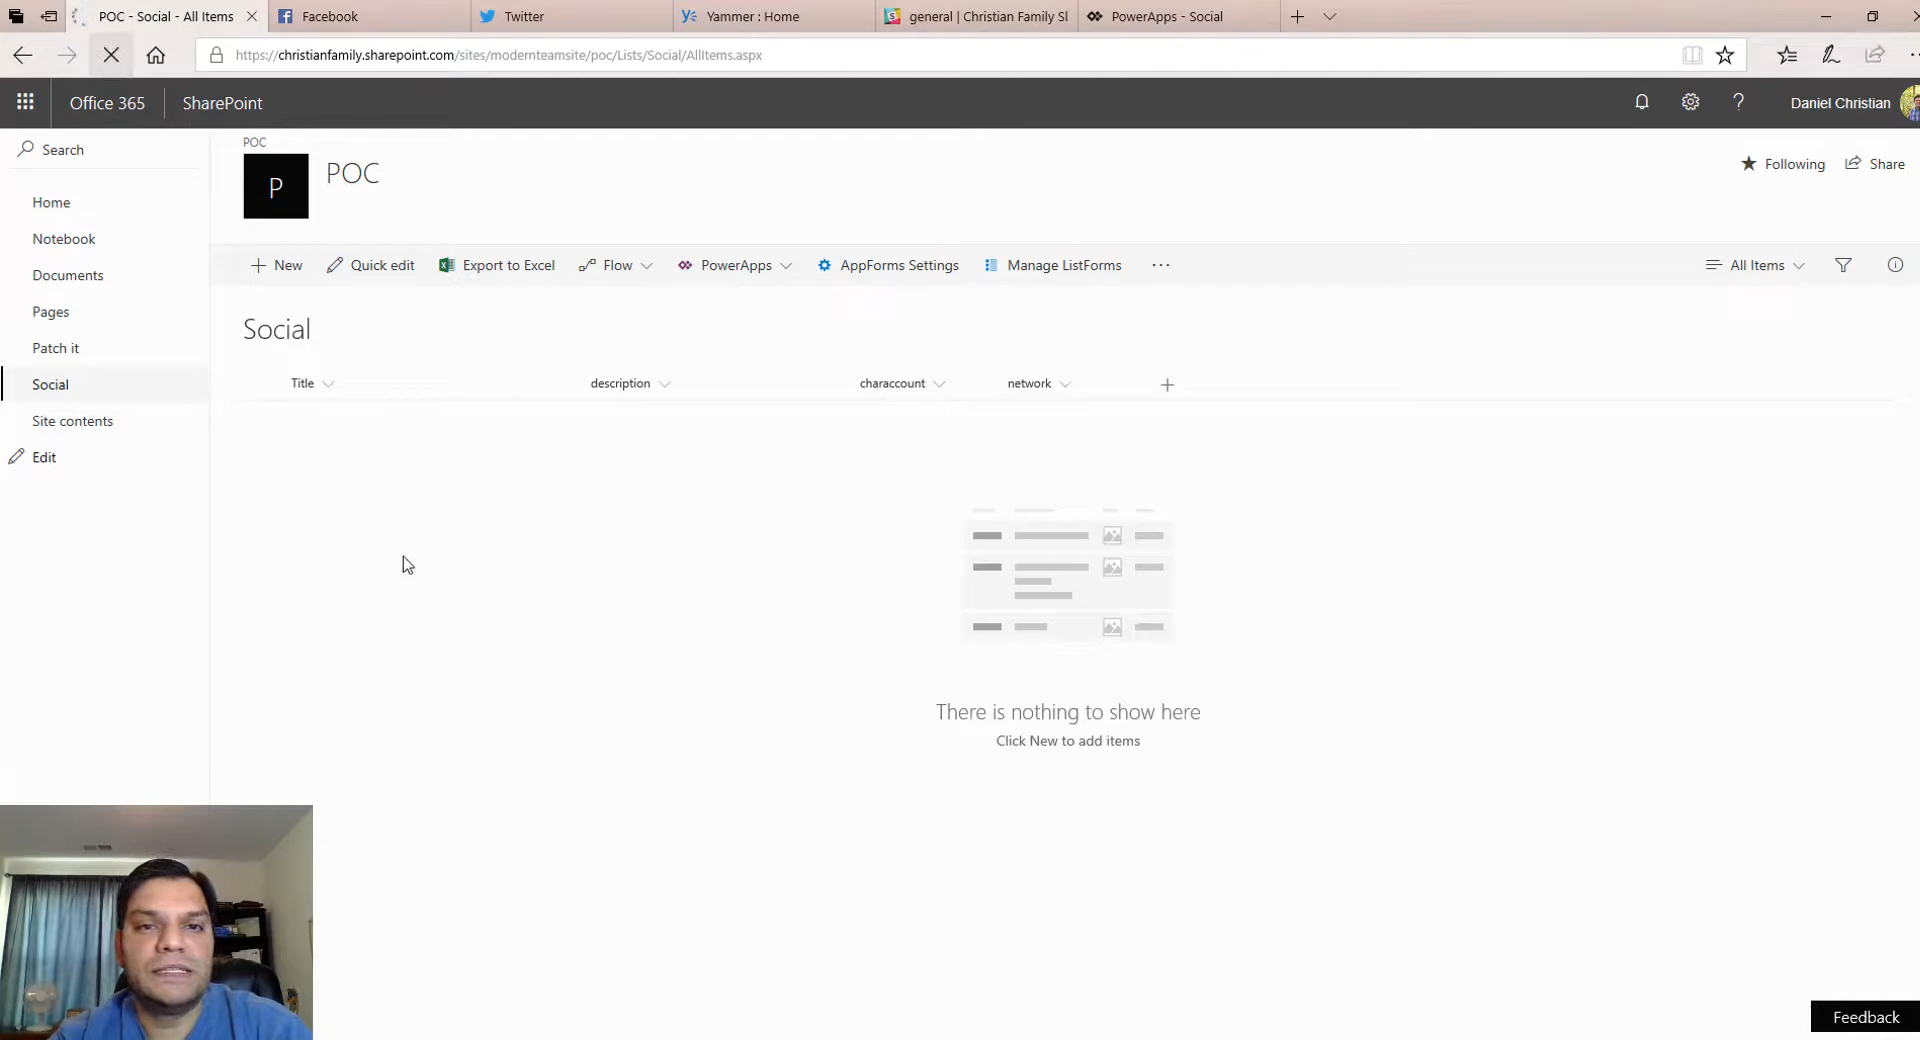 POC - Social - All Items
Facebook
Twitter
Yammer : Home
general | Christian Family Sl
PowerApps - Social
https://christianfamily.sharepoint.com/sites/modernteamsite/poc/Lists/Social/AllItems.aspx
Office 365
SharePoint
Daniel Christian
Search
POC
P
POC
Following
Share
Home
Notebook
Documents
Pages
Patch it
Social
Site contents
Edit
New
Quick edit
Export to Excel
Flow
PowerApps
AppForms Settings
Manage ListForms
All Items
Social
Title
description
characcount
network
There is nothing to show here
Click New to add items
Feedback